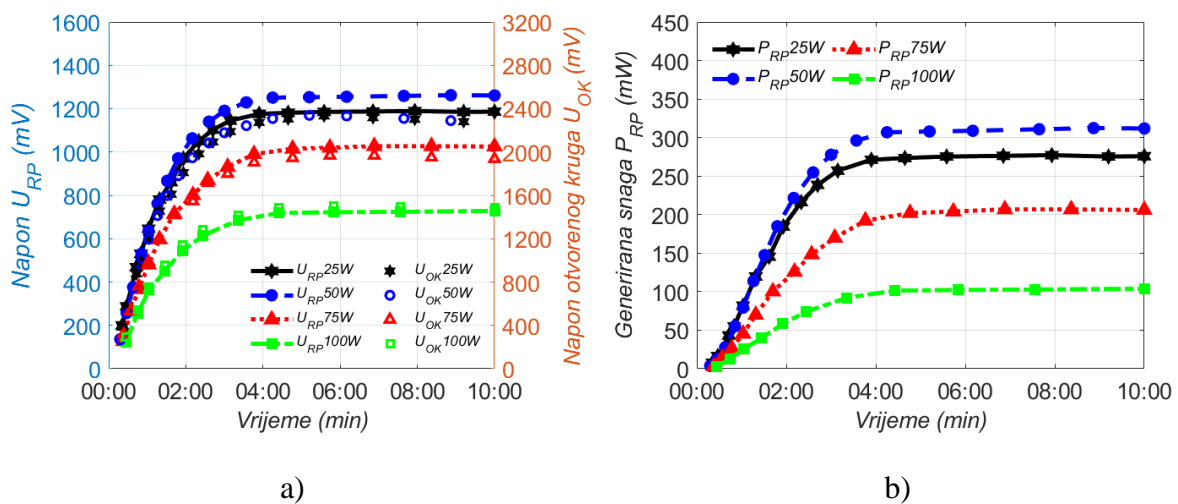 1600
1400
1200
1000
800
600
400
200
0
Napon U_RP (mV)
3200
2800
2400
2000
1600
1200
800
400
0
Napon otvorenog kruga U_OK (mV)
U_RP25W
U_RP50W
U_RP75W
U_RP100W
U_OK25W
U_OK50W
U_OK75W
U_OK100W
00:00 02:00 04:00 06:00 08:00 10:00
Vrijeme (min)
a)
450
400
350
300
250
200
150
100
50
0
Generirana snaga P_RP (mW)
P_RP25W P_RP75W
P_RP50W P_RP100W
00:00 02:00 04:00 06:00 08:00 10:00
Vrijeme (min)
b)